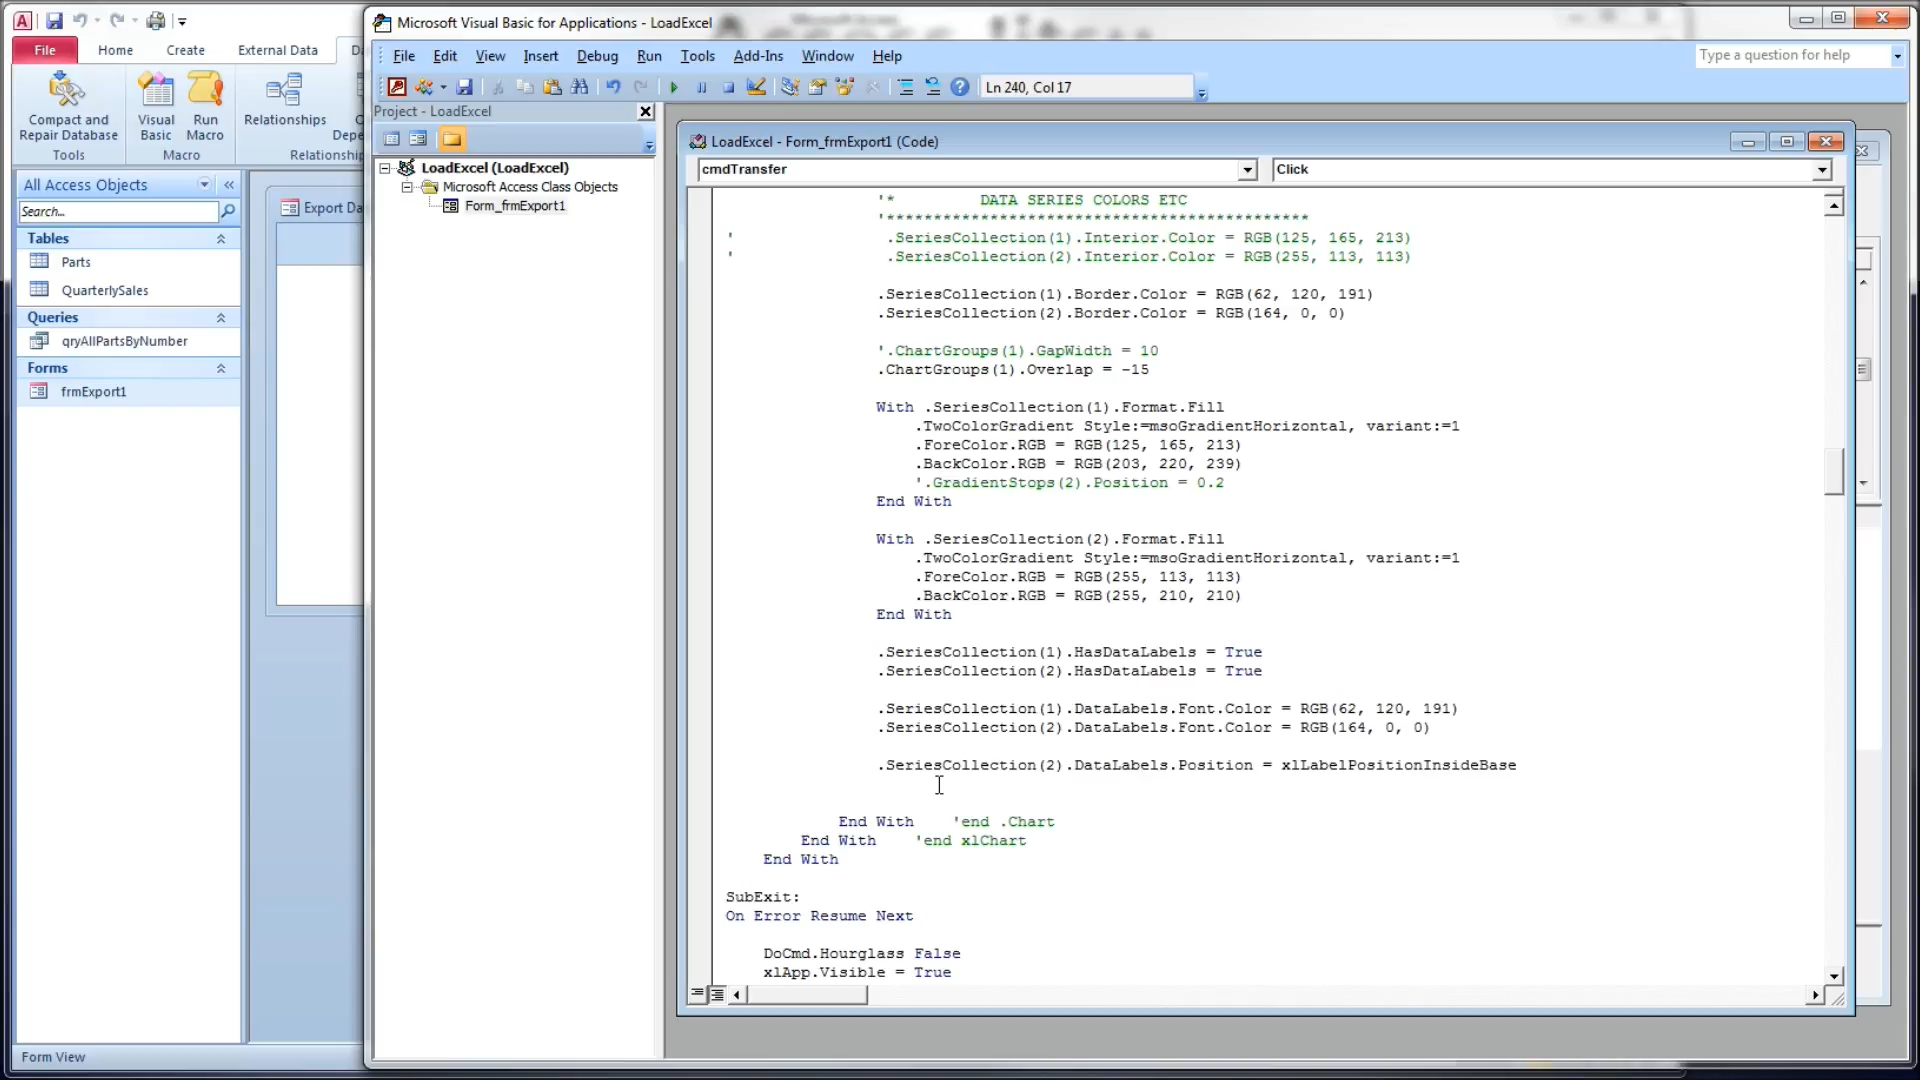 Microsoft Visual Basic for Applications - LoadExcel
File
Home
Create
External Data
Compact and
Repair Database
Visual
Basic
Run
Macro
Relationships
Tools
Macro
Relationship
File Edit View Insert Debug Run Tools Add-Ins Window Help
Type a question for help
Ln 240, Col 17
Project - LoadExcel
LoadExcel (LoadExcel)
Microsoft Access Class Objects
Form_frmExport1
All Access Objects
Search...
Tables
Parts
QuarterlySales
Queries
qryAllPartsByNumber
Forms
frmExport1
Export Da
LoadExcel - Form_frmExport1 (Code)
cmdTransfer
Click
'* DATA SERIES COLORS ETC
'*********************************************
' .SeriesCollection(1).Interior.Color = RGB(125, 165, 213)
' .SeriesCollection(2).Interior.Color = RGB(255, 113, 113)
.SeriesCollection(1).Border.Color = RGB(62, 120, 191)
.SeriesCollection(2).Border.Color = RGB(164, 0, 0)
'.ChartGroups(1).GapWidth = 10
.ChartGroups(1).Overlap = -15
With .SeriesCollection(1).Format.Fill
.TwoColorGradient Style:=msoGradientHorizontal, variant:=1
.ForeColor.RGB = RGB(125, 165, 213)
.BackColor.RGB = RGB(203, 220, 239)
'.GradientStops(2).Position = 0.2
End With
With .SeriesCollection(2).Format.Fill
.TwoColorGradient Style:=msoGradientHorizontal, variant:=1
.ForeColor.RGB = RGB(255, 113, 113)
.BackColor.RGB = RGB(255, 210, 210)
End With
.SeriesCollection(1).HasDataLabels = True
.SeriesCollection(2).HasDataLabels = True
.SeriesCollection(1).DataLabels.Font.Color = RGB(62, 120, 191)
.SeriesCollection(2).DataLabels.Font.Color = RGB(164, 0, 0)
.SeriesCollection(2).DataLabels.Position = xlLabelPositionInsideBase
End With 'end .Chart
End With 'end xlChart
End With
SubExit:
On Error Resume Next
DoCmd.Hourglass False
xlApp.Visible = True
Form View